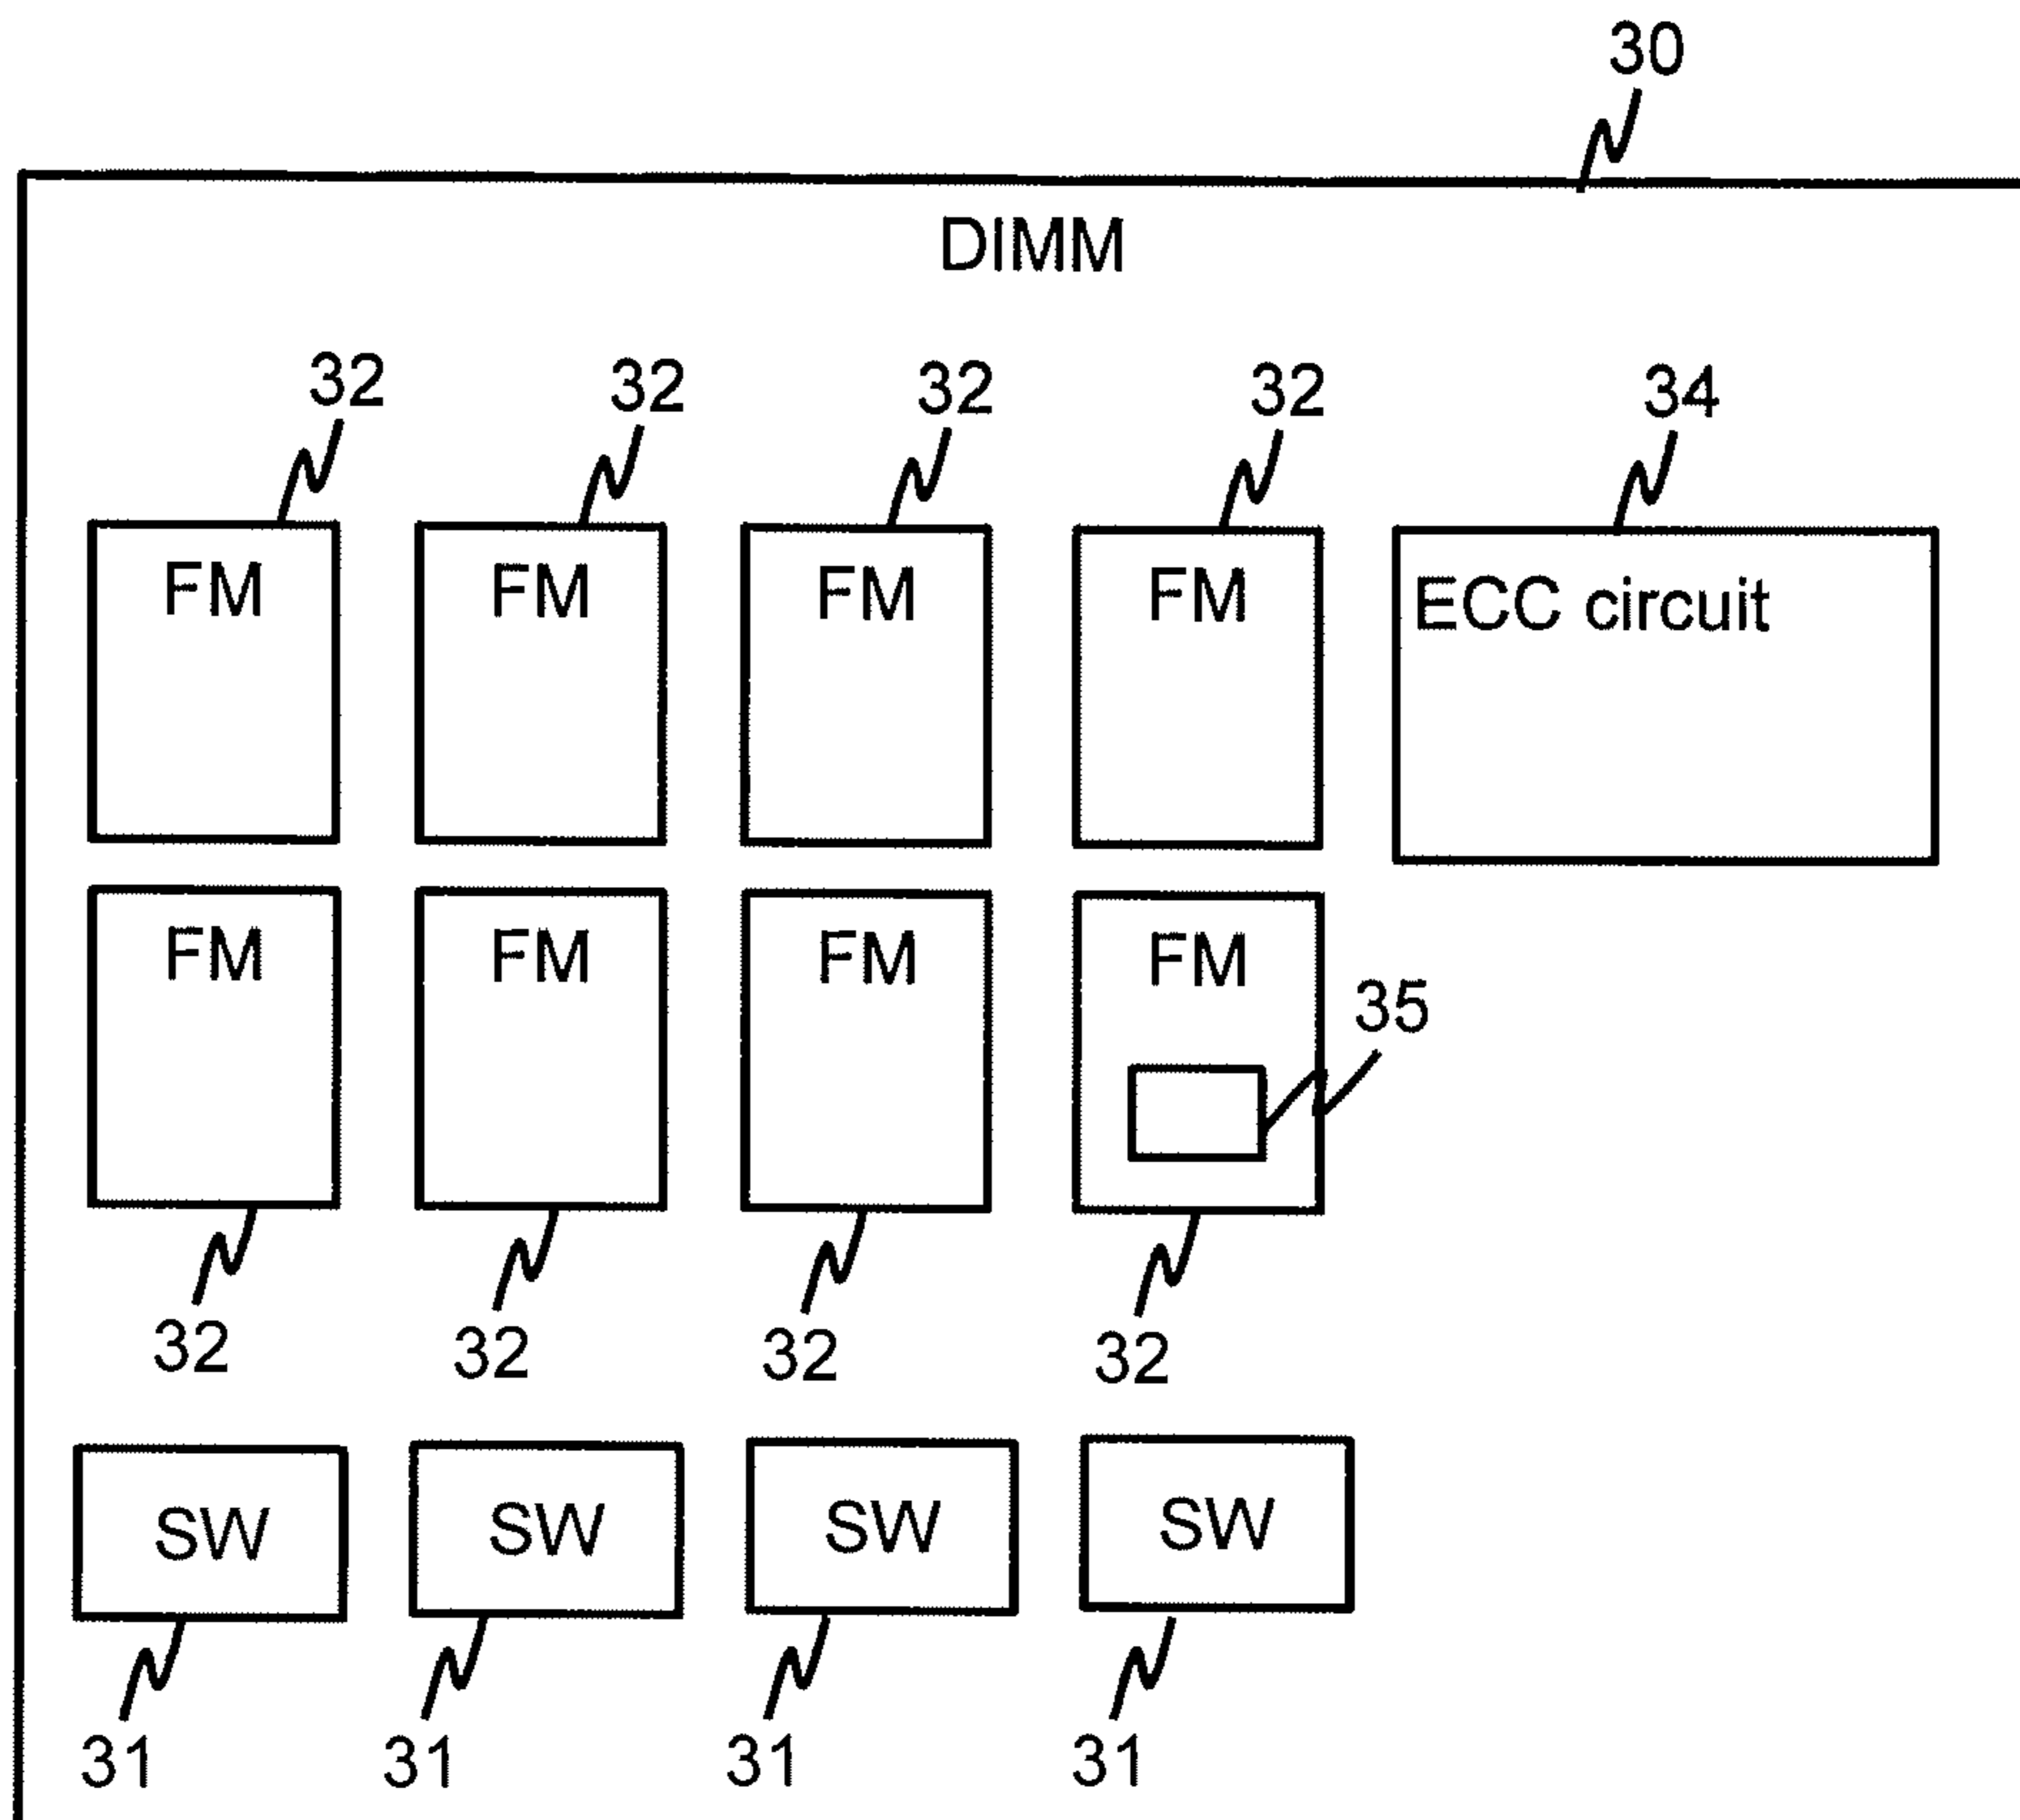 30
DIMM
32 32 32 32 34
FM FM FM FM ECC circuit
FM FM FM FM
35
32 32 32 32
SW SW SW SW
31 31 31 31